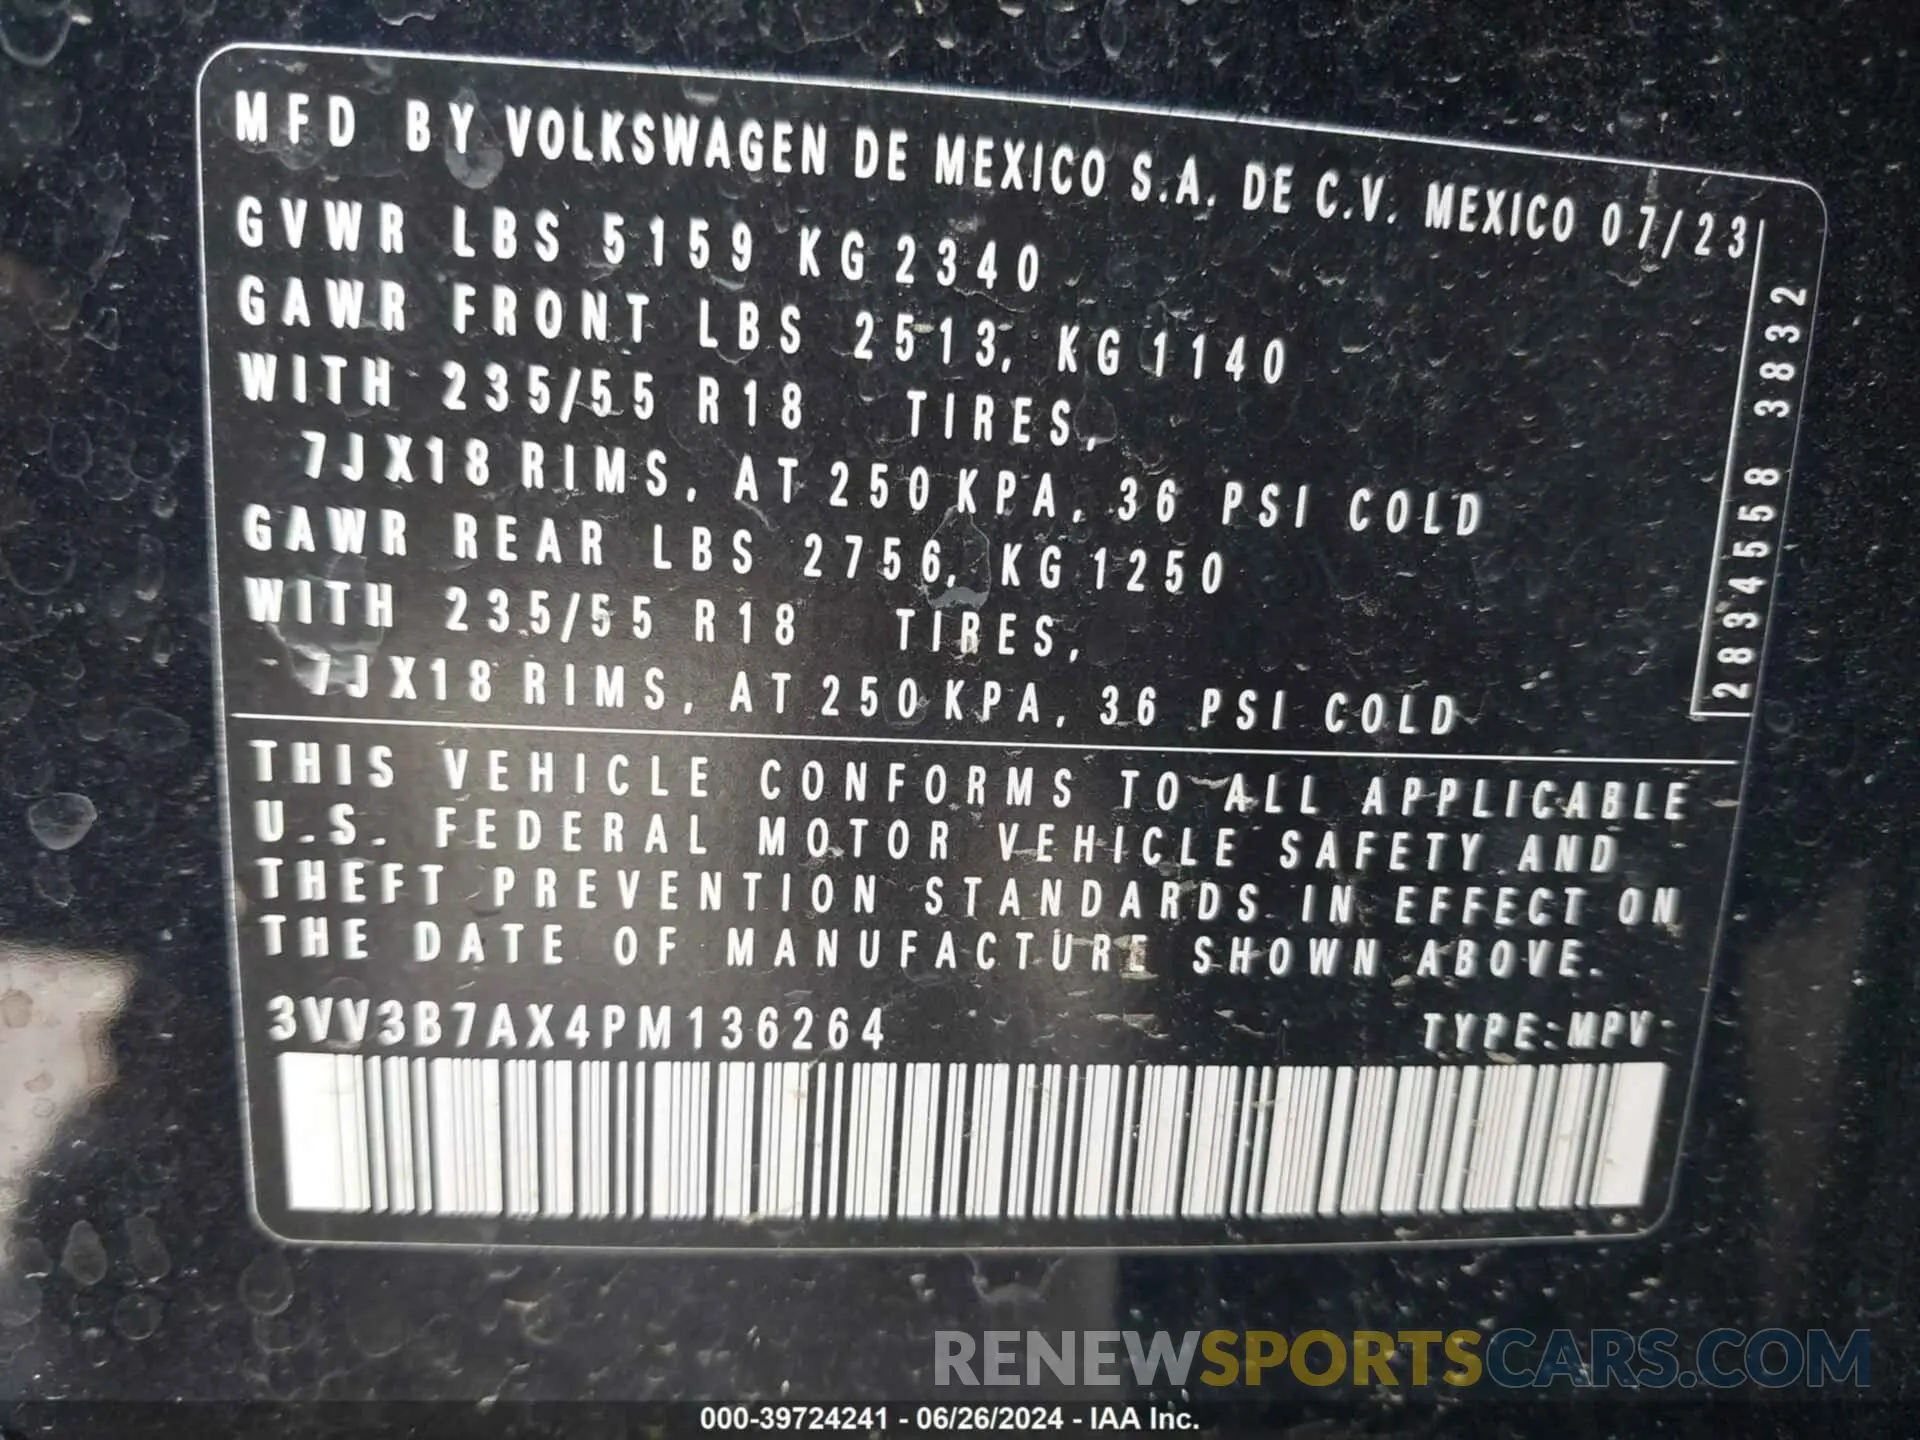 MFD BY VOLKSWAGEN DE MEXICO S.A. DE C.V. MEXICO 07/23
GVWR LBS 5159 KG 2340
GAWR FRONT LBS 2513, KG 1140
WITH 235/55 R18 TIRES,
7JX18 RIMS, AT 250 KPA, 36 PSI COLD
GAWR REAR LBS 2756, KG 1250
WITH 235/55 R18 TIRES,
7JX18 RIMS, AT 250 KPA, 36 PSI COLD
2834558 3832
THIS VEHICLE CONFORMS TO ALL APPLICABLE
U.S. FEDERAL MOTOR VEHICLE SAFETY AND
THEFT PREVENTION STANDARDS IN EFFECT ON
THE DATE OF MANUFACTURE SHOWN ABOVE.
3VV3B7AX4PM136264 TYPE:MPV
RENEWSPORTSCARS.COM
000-39724241 - 06/26/2024 - IAA Inc.